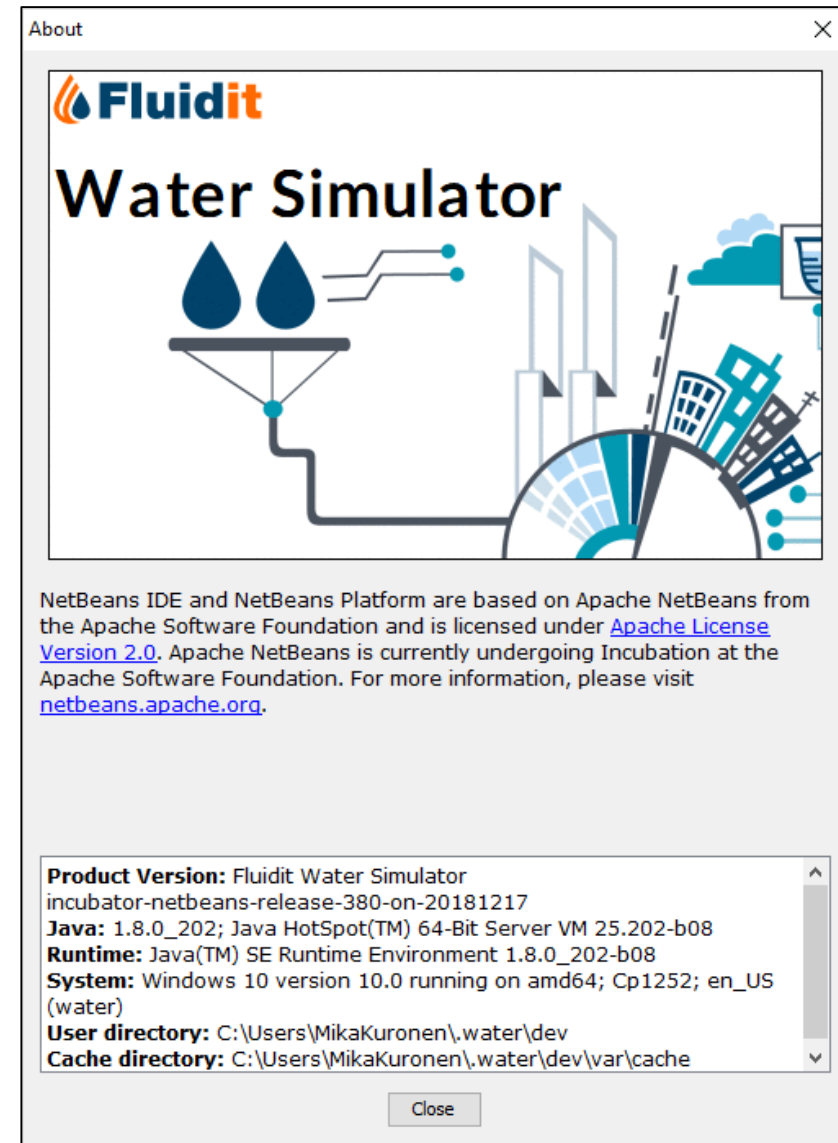 About
Fluidit
Water Simulator
NetBeans IDE and NetBeans Platform are based on Apache NetBeans from
the Apache Software Foundation and is licensed under Apache License
Version 2.0. Apache NetBeans is currently undergoing Incubation at the
Apache Software Foundation. For more information, please visit
netbeans.apache.org.
Product Version: Fluidit Water Simulator
incubator-netbeans-release-380-on-20181217
Java: 1.8.0_202; Java HotSpot(TM) 64-Bit Server VM 25.202-b08
Runtime: Java(TM) SE Runtime Environment 1.8.0_202-b08
System: Windows 10 version 10.0 running on amd64; Cp1252; en_US
(water)
User directory: C:\Users\MikaKuronen\.water\dev
Cache directory: C:\Users\MikaKuronen\.water\dev\var\cache
Close